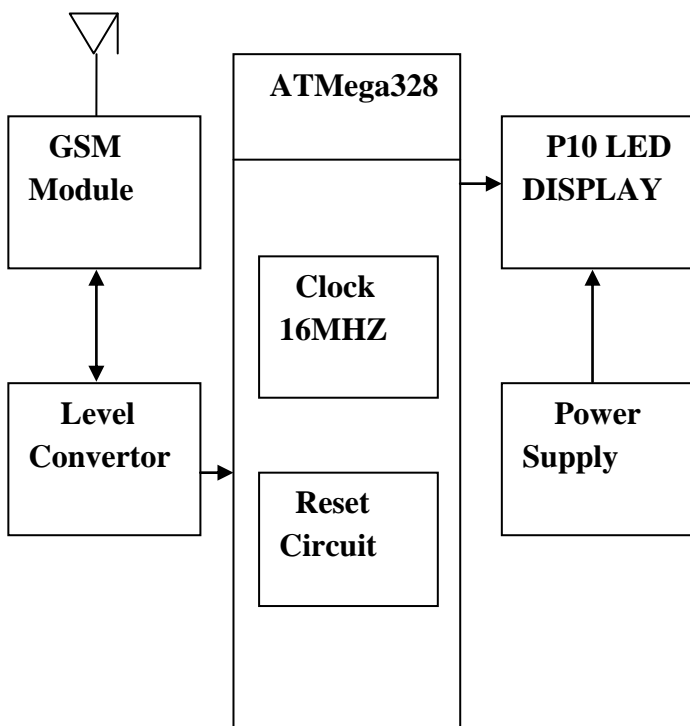 ATMega328
GSM
Module
P10 LED
DISPLAY
Clock
16MHZ
Level
Convertor
Power
Supply
Reset
Circuit